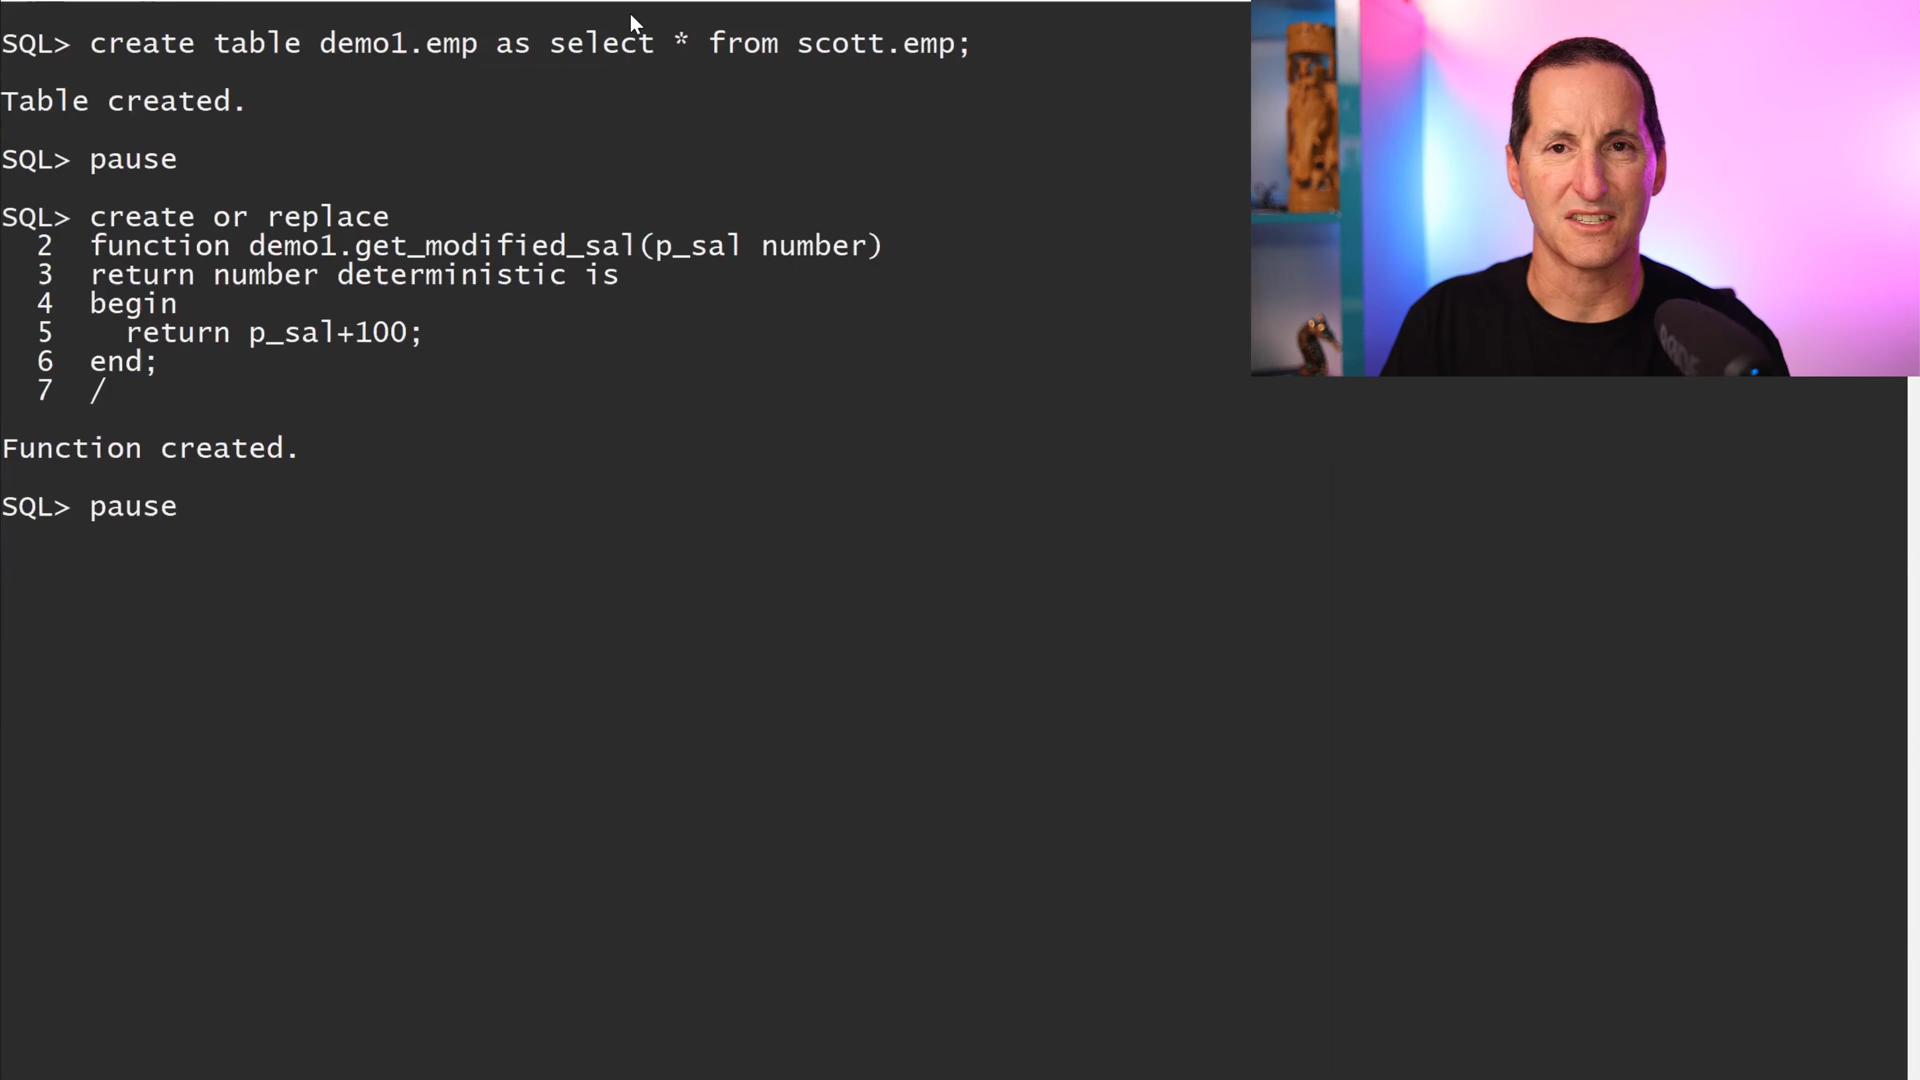 SQL> create table demo1.emp as select * from scott.emp;
Table created.
SQL> pause
SQL> create or replace
2 function demo1.get_modified_sal(p_sal number)
3 return number deterministic is
4 begin
5 return p_sal+100;
6 end;
7 /
Function created.
SQL> pause
RODE